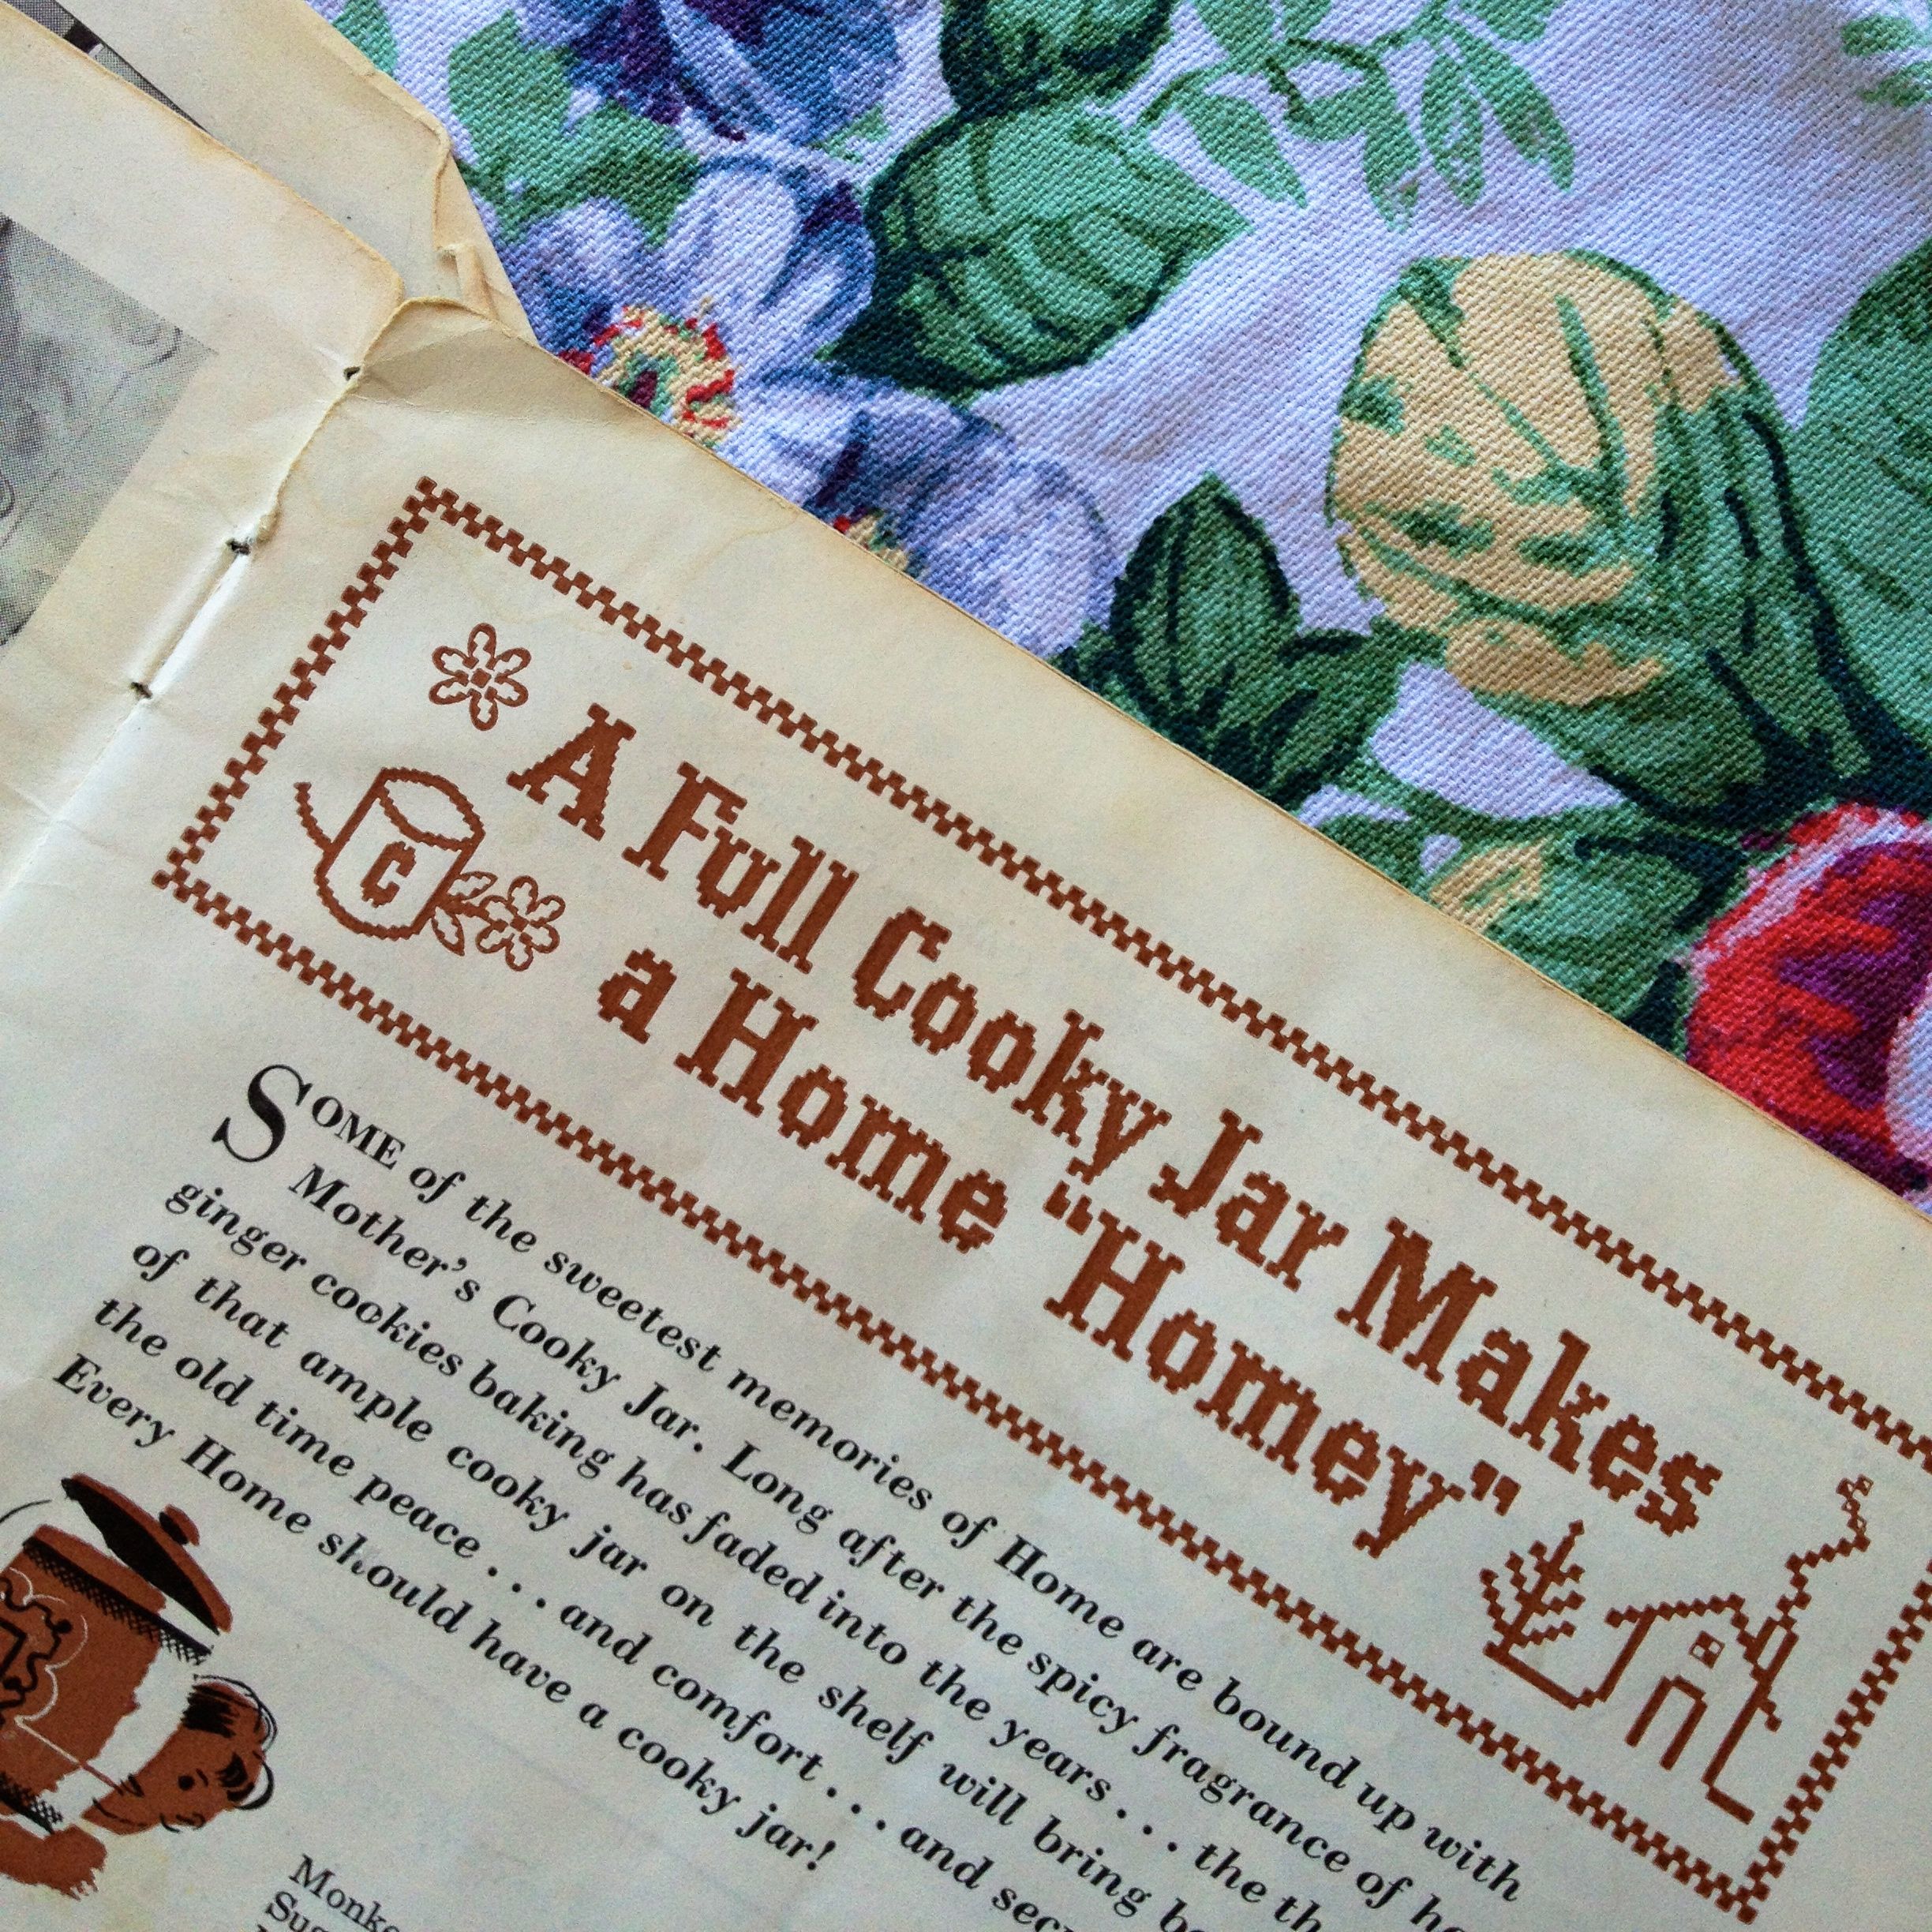 A Full Cooky Jar Makes
a Home "Homey"
C
SOME of the sweetest memories of Home are bound up with
Mother's Cooky Jar. Long after the spicy fragrance of
ginger cookies baking has faded into the years . . . the
of that ample cooky jar on the shelf will bring
the old time peace . . . and comfort . . . and
Every Home should have a cooky jar!